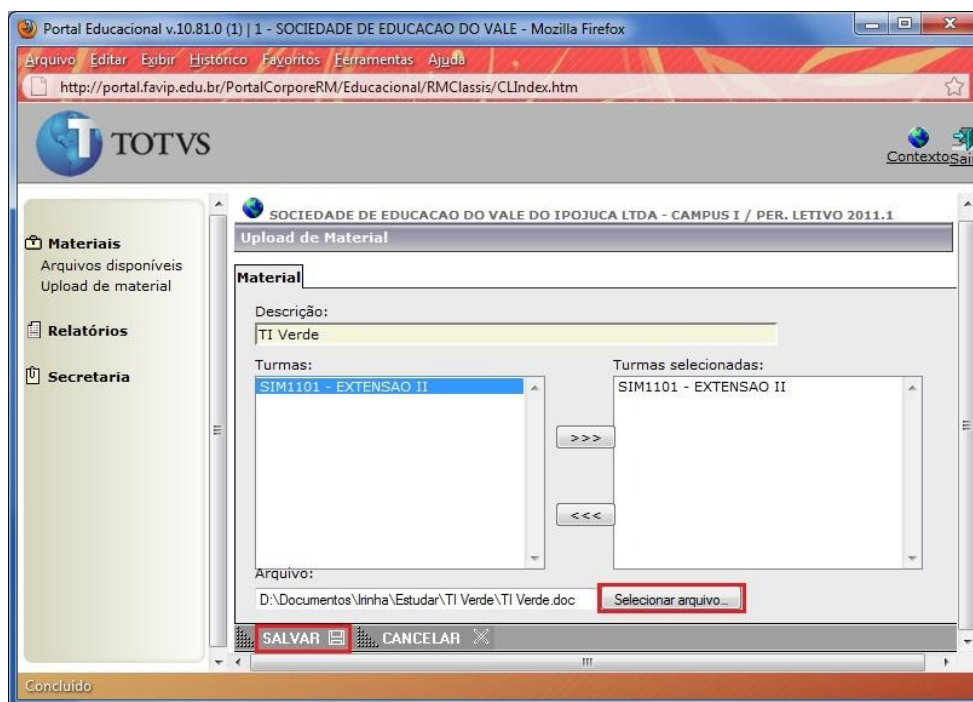 Portal Educacional v.10.81.0 (1) | 1 - SOCIEDADE DE EDUCACAO DO VALE - Mozilla Firefox
Arquivo Editar Exibir Histórico Favoritos Ferramentas Ajuda
http://portal.favip.edu.br/PortalCorporeRM/Educacional/RMClassis/CLIndex.htm
TOTVS
Contexto Sair
SOCIEDADE DE EDUCACAO DO VALE DO IPOJUCA LTDA - CAMPUS I / PER. LETIVO 2011.1
Upload de Material
Materiais
Arquivos disponíveis
Upload de material
Relatórios
Secretaria
Material
Descrição:
TI Verde
Turmas:
SIM1101 - EXTENSAO II
Turmas selecionadas:
SIM1101 - EXTENSAO II
>>>
<<<
Arquivo:
D:\Documentos\Irinha\Estudar\TI Verde\TI Verde.doc
Selecionar arquivo...
SALVAR CANCELAR
Concluído